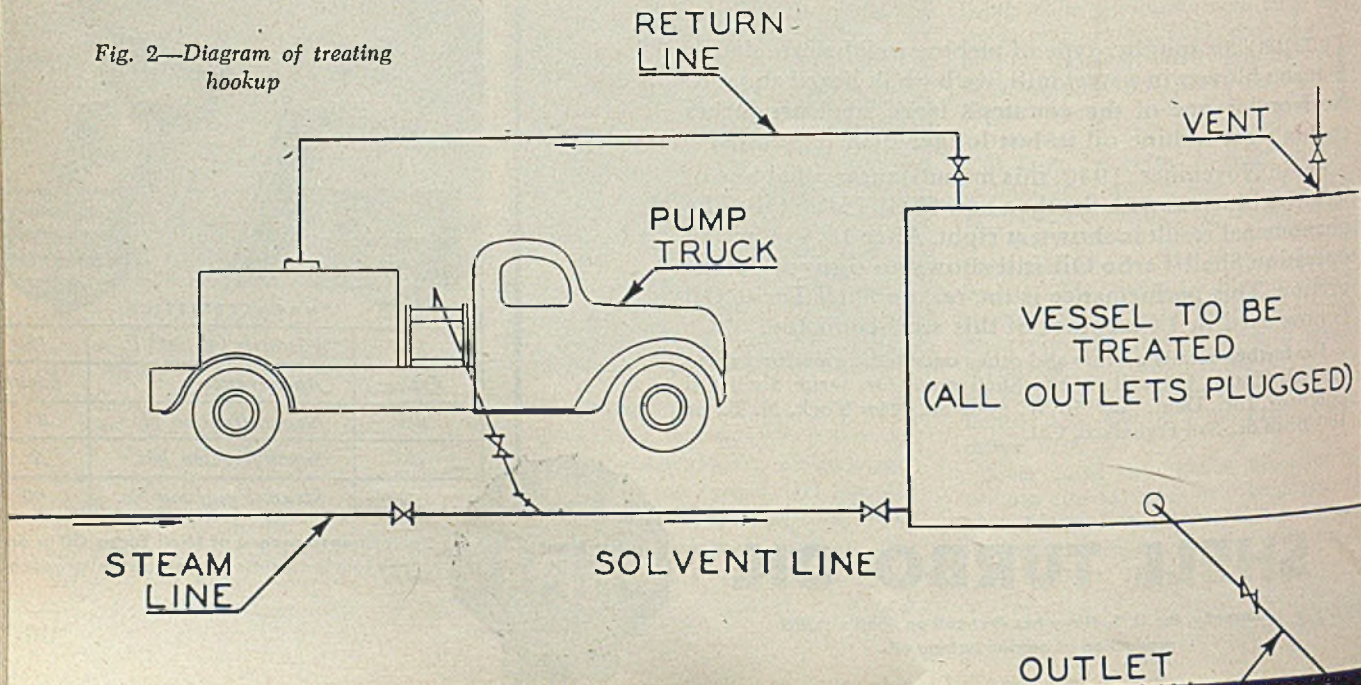 Fig. 2—Diagram of treating
hookup
RETURN
LINE
VENT
PUMP
TRUCK
VESSEL TO BE
TREATED
(ALL OUTLETS PLUGGED)
STEAM
LINE
SOLVENT LINE
OUTLET